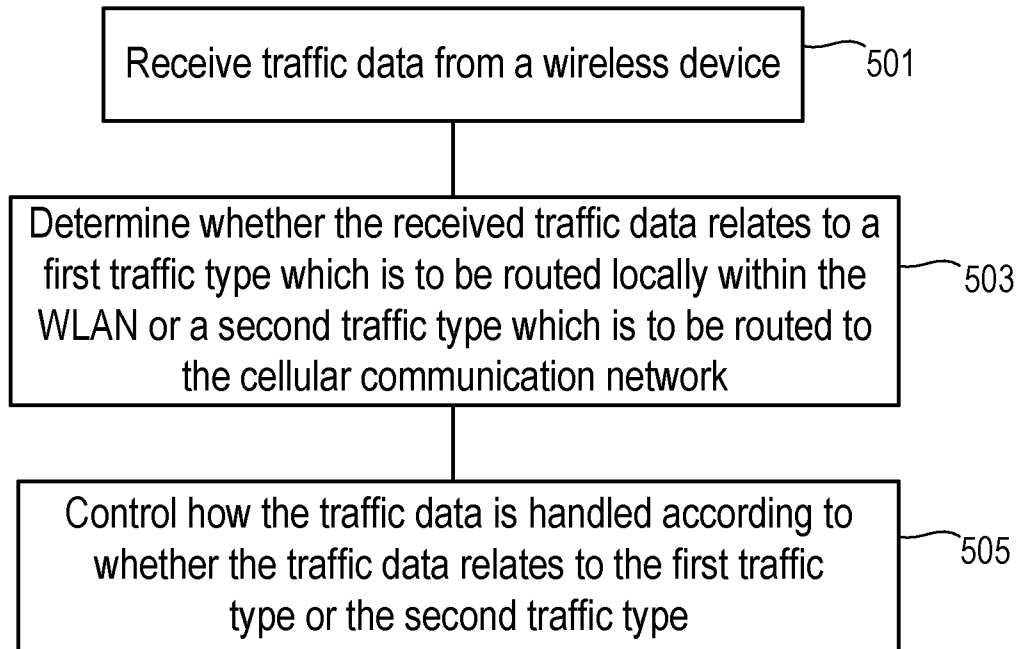 Receive traffic data from a wireless device
501
Determine whether the received traffic data relates to a
first traffic type which is to be routed locally within the
WLAN or a second traffic type which is to be routed to
the cellular communication network
503
Control how the traffic data is handled according to
whether the traffic data relates to the first traffic
type or the second traffic type
505